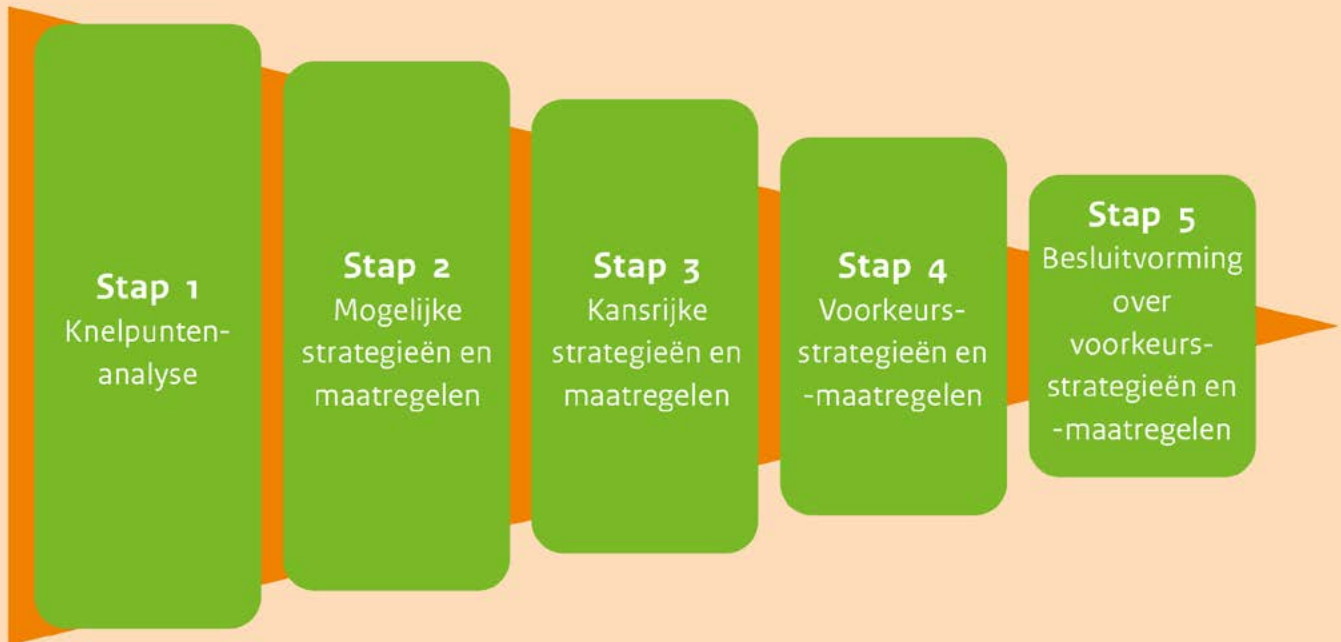 Stap 1
Knelpunten-
analyse
Stap 2
Mogelijke
strategieën en
maatregelen
Stap 3
Kansrijke
strategieën en
maatregelen
Stap 4
Voorkeurs-
strategieën en
-maatregelen
Stap 5
Besluitvorming
over
voorkeurs-
strategieën en
-maatregelen